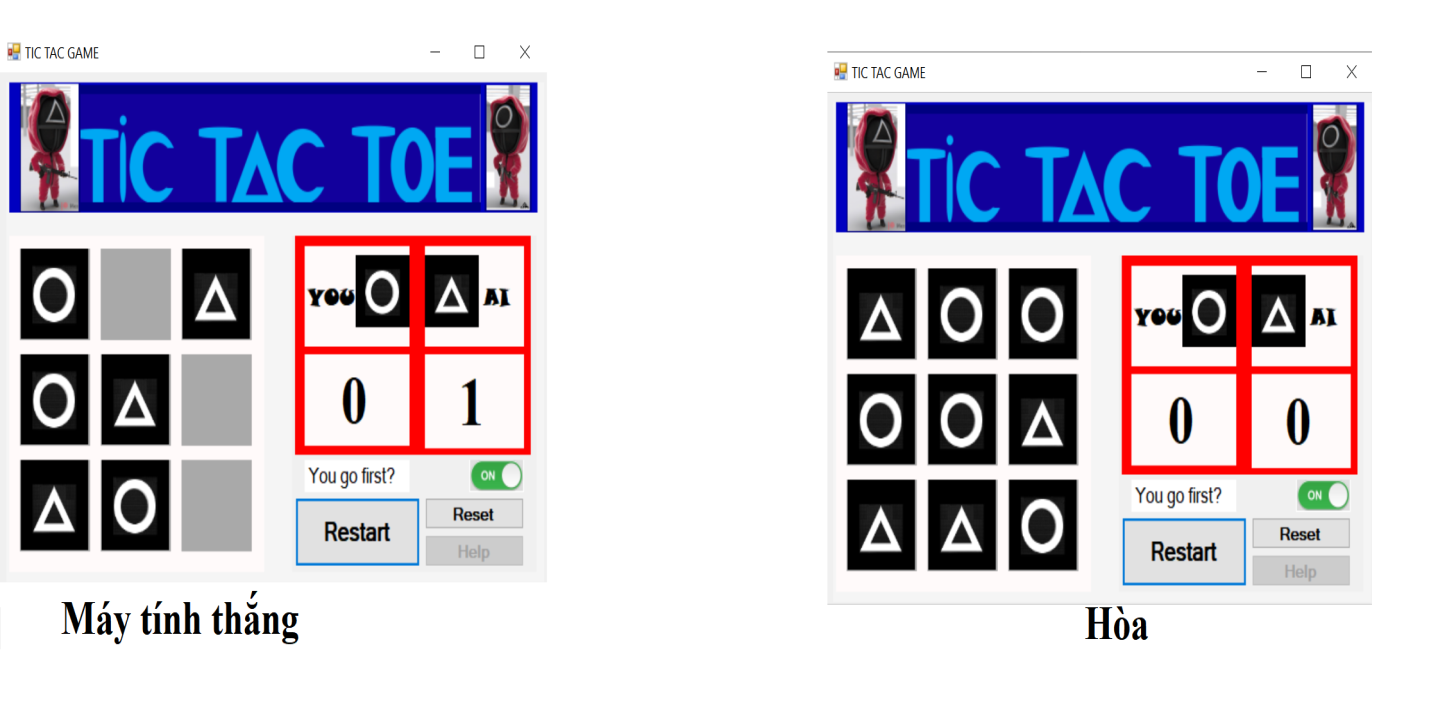 TIC TAC GAME
TiC TAC TOE
YOU AI
0 1
You go first? ON
Restart
Reset
Help
Máy tính thắng
TIC TAC GAME
TiC TAC TOE
YOU AI
0 0
You go first? ON
Restart
Reset
Help
Hòa